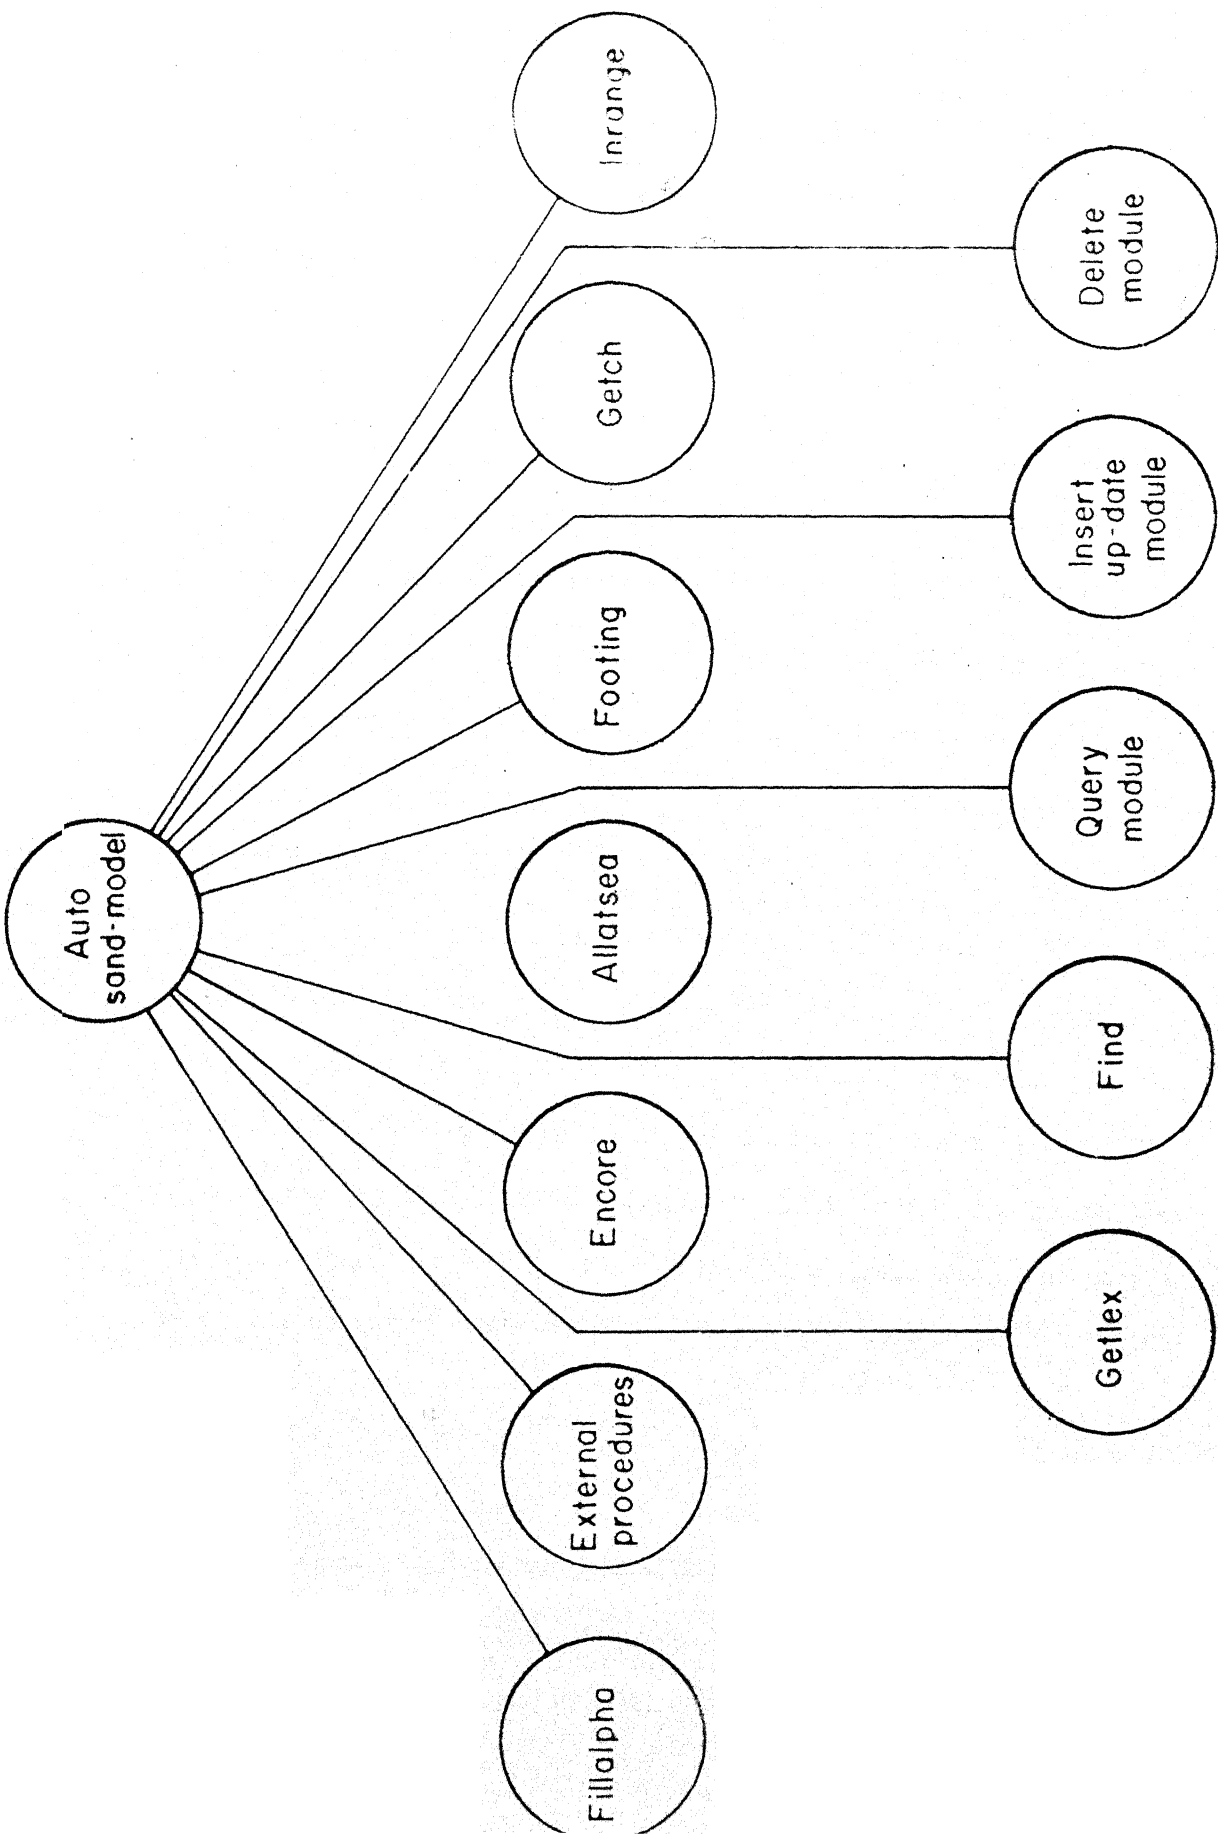 Auto
sand-model
Fillalpha
External
procedures
Encore
Allatsea
Footing
Getch
Inrange
Getlex
Find
Query
module
Insert
up-date
module
Delete
module